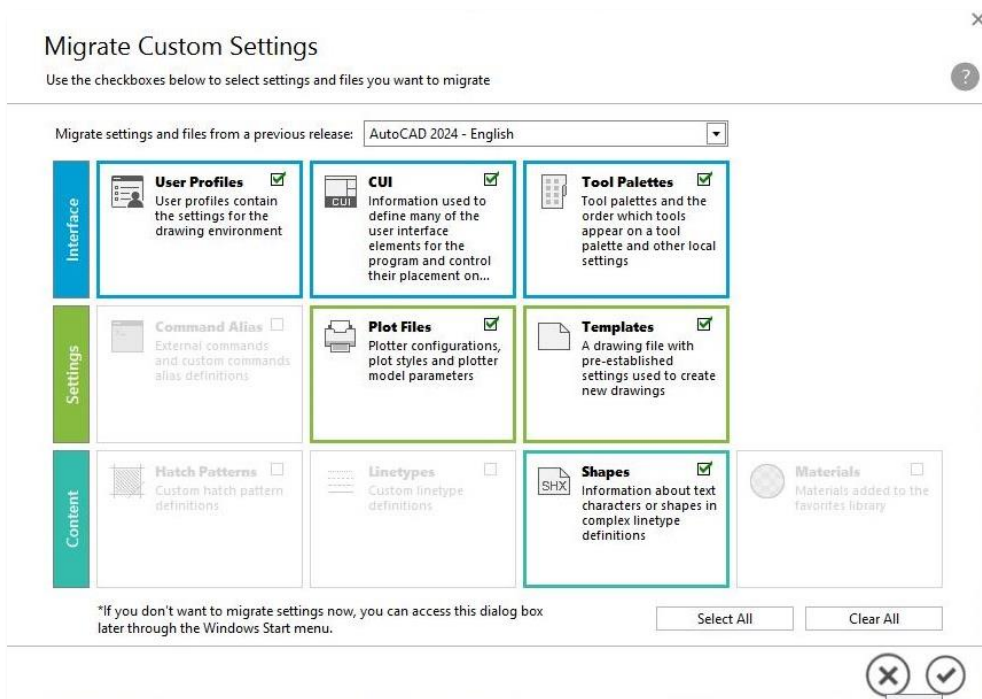 Migrate Custom Settings
Use the checkboxes below to select settings and files you want to migrate
?
Migrate settings and files from a previous release: AutoCAD 2024 - English
Interface
User Profiles
User profiles contain
the settings for the
drawing environment
CUI
CUI
Information used to
define many of the
user interface
elements for the
program and control
their placement on...
Tool Palettes
Tool palettes and the
order which tools
appear on a tool
palette and other local
settings
Settings
Command Alias
External commands
and custom commands
alias definitions
Plot Files
Plotter configurations,
plot styles and plotter
model parameters
Templates
A drawing file with
pre-established
settings used to create
new drawings
Content
Hatch Patterns
Custom hatch pattern
definitions
Linetypes
Custom linetype
definitions
SHX
Shapes
Information about text
characters or shapes in
complex linetype
definitions
Materials
Materials added to the
favorites library
*If you don't want to migrate settings now, you can access this dialog box
later through the Windows Start menu.
Select All
Clear All